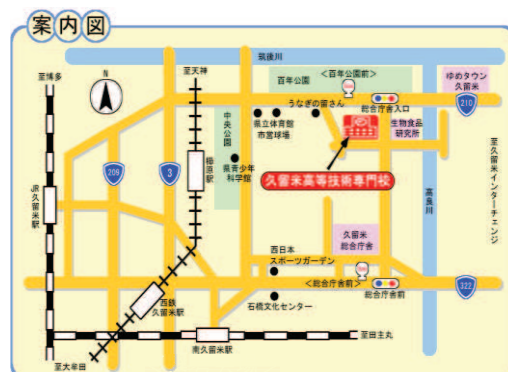 案内図
筑後川
至博多
N
至天神
百年公園
<百年公園前>
ゆめタウン
久留米
210
うなぎの留さん
総合庁舎入口
県立体育館
市営球場
生物食品
研究所
中央公園
県青少年
科学館
櫛原駅
209
3
JR久留米駅
久留米高等技術専門校
高良川
至久留米インターチェンジ
久留米
総合庁舎
西日本
スポーツガーデン
<総合庁舎前>
総合庁舎前
322
西鉄
久留米駅
石橋文化センター
南久留米駅
至田主丸
至大牟田